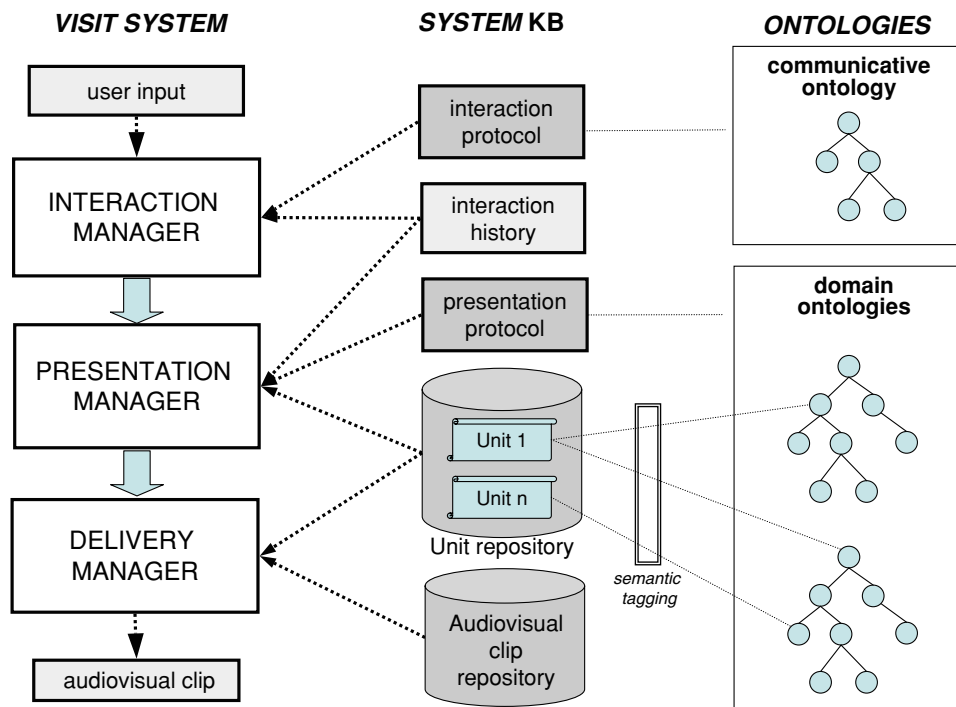 VISIT SYSTEM
user input
INTERACTION
MANAGER
PRESENTATION
MANAGER
DELIVERY
MANAGER
audiovisual clip
SYSTEM KB
interaction
protocol
interaction
history
presentation
protocol
Unit 1
Unit n
Unit repository
Audiovisual
clip
repository
semantic
tagging
ONTOLOGIES
communicative
ontology
domain
ontologies